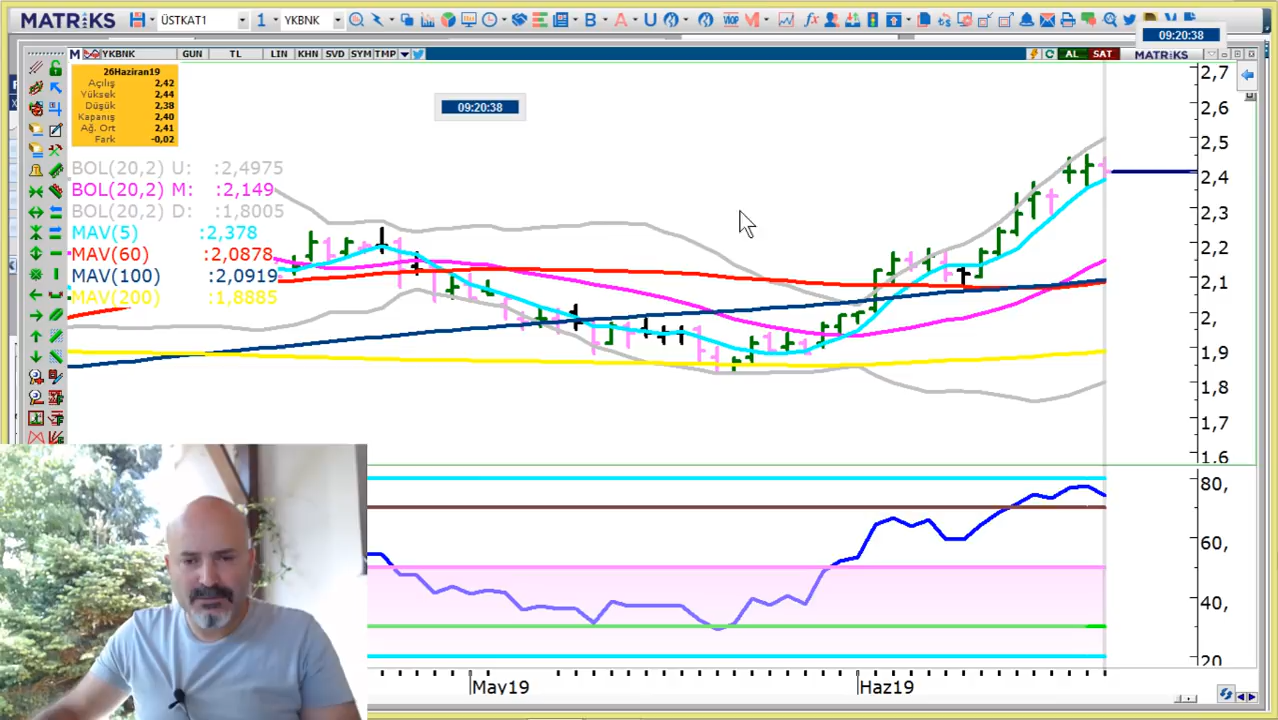 MATRİKS ÜSTKAT1 1 YKBNK B A U VIOP M fx
09:20:38
M YKBNK GUN TL LIN KHN SVD SYM TMP AL SAT MATRİKS
26Haziran19
Açılış 2,42
Yüksek 2,44
Düşük 2,38
Kapanış 2,40
Ağ. Ort 2,41
Fark -0,02
09:20:38
BOL(20,2) U: :2,4975
BOL(20,2) M: :2,149
BOL(20,2) D: :1,8005
MAV(5) :2,378
MAV(60) :2,0878
MAV(100) :2,0919
MAV(200) :1,8885
2,7
2,6
2,5
2,4
2,3
2,2
2,1
2,
1,9
1,8
1,7
1,6
80,
60,
40,
20
May19 Haz19